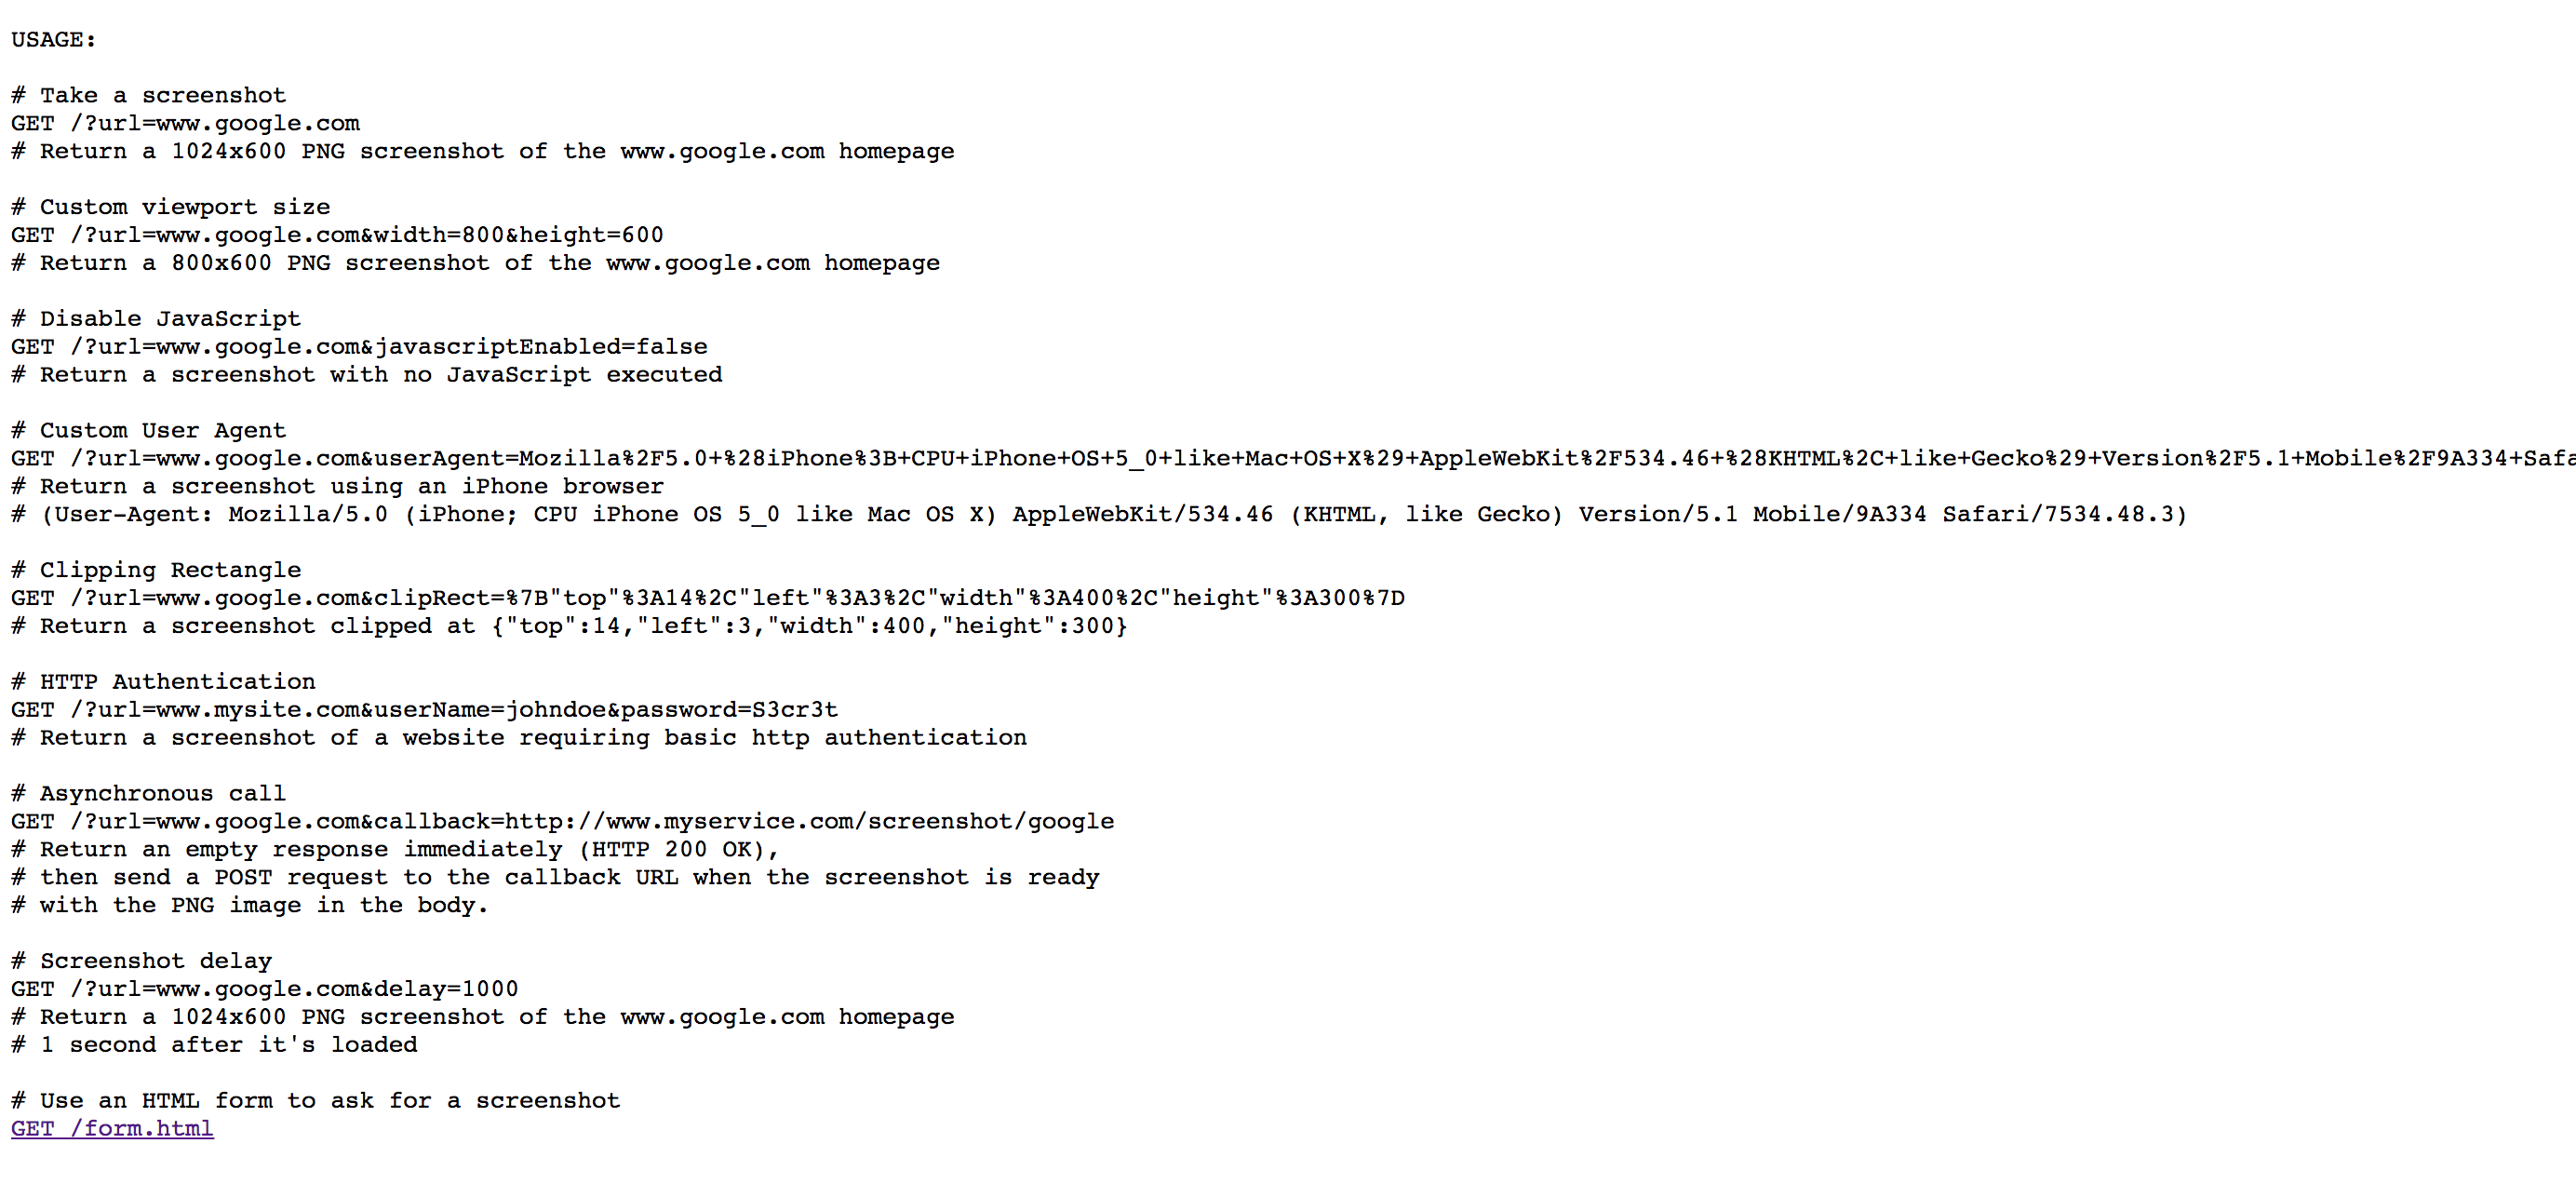 USAGE:
# Take a screenshot
GET /?url=www.google.com
# Return a 1024x600 PNG screenshot of the www.google.com homepage
# Custom viewport size
GET /?url=www.google.com&width=800&height=600
# Return a 800x600 PNG screenshot of the www.google.com homepage
# Disable JavaScript
GET /?url=www.google.com&javascriptEnabled=false
# Return a screenshot with no JavaScript executed
# Custom User Agent
GET /?url=www.google.com&userAgent=Mozilla%2F5.0+%28iPhone%3B+CPU+iPhone+OS+5_0+like+Mac+OS+X%29+AppleWebKit%2F534.46+%28KHTML%2C+like+Gecko%29+Version%2F5.1+Mobile%2F9A334+Safa
# Return a screenshot using an iPhone browser
# (User-Agent: Mozilla/5.0 (iPhone; CPU iPhone OS 5_0 like Mac OS X) AppleWebKit/534.46 (KHTML, like Gecko) Version/5.1 Mobile/9A334 Safari/7534.48.3)
# Clipping Rectangle
GET /?url=www.google.com&clipRect=%7B"top"%3A14%2C"left"%3A3%2C"width"%3A400%2C"height"%3A300%7D
# Return a screenshot clipped at {"top":14,"left":3,"width":400,"height":300}
# HTTP Authentication
GET /?url=www.mysite.com&userName=johndoe&password=S3cr3t
# Return a screenshot of a website requiring basic http authentication
# Asynchronous call
GET /?url=www.google.com&callback=http://www.myservice.com/screenshot/google
# Return an empty response immediately (HTTP 200 OK),
# then send a POST request to the callback URL when the screenshot is ready
# with the PNG image in the body.
# Screenshot delay
GET /?url=www.google.com&delay=1000
# Return a 1024x600 PNG screenshot of the www.google.com homepage
# 1 second after it's loaded
# Use an HTML form to ask for a screenshot
GET /form.html